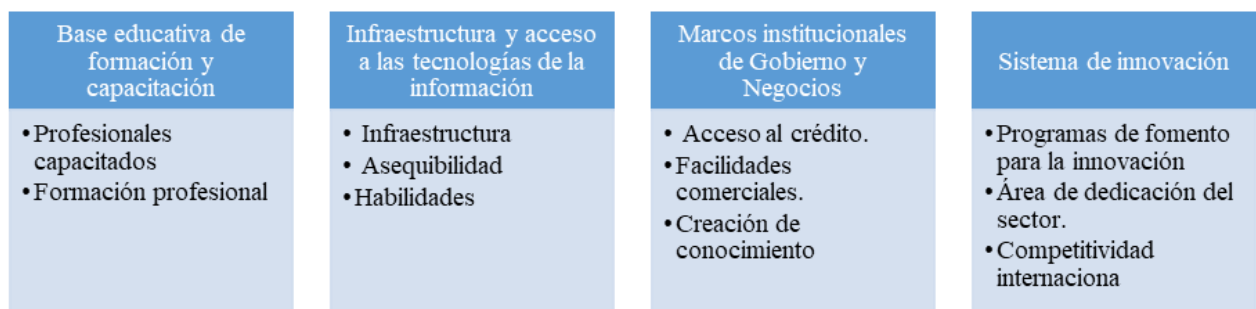 Base educativa de
formación y
capacitación
• Profesionales
capacitados
• Formación profesional
Infraestructura y acceso
a las tecnologías de la
información
• Infraestructura
• Asequibilidad
• Habilidades
Marcos institucionales
de Gobierno y
Negocios
• Acceso al crédito.
• Facilidades
comerciales.
• Creación de
conocimiento
Sistema de innovación
• Programas de fomento
para la innovación
• Área de dedicación del
sector.
• Competitividad
internaciona